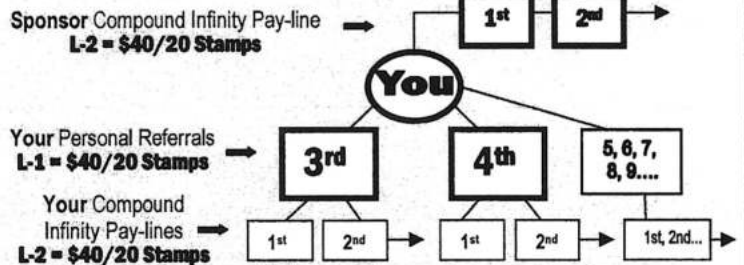 Sponsor Compound Infinity Pay-line
L-2 = $40/20 Stamps
1st
2nd
You
Your Personal Referrals
L-1 = $40/20 Stamps
3rd
4th
5, 6, 7,
8, 9....
Your Compound
Infinity Pay-lines
L-2 = $40/20 Stamps
1st
2nd
1st
2nd
1st, 2nd...